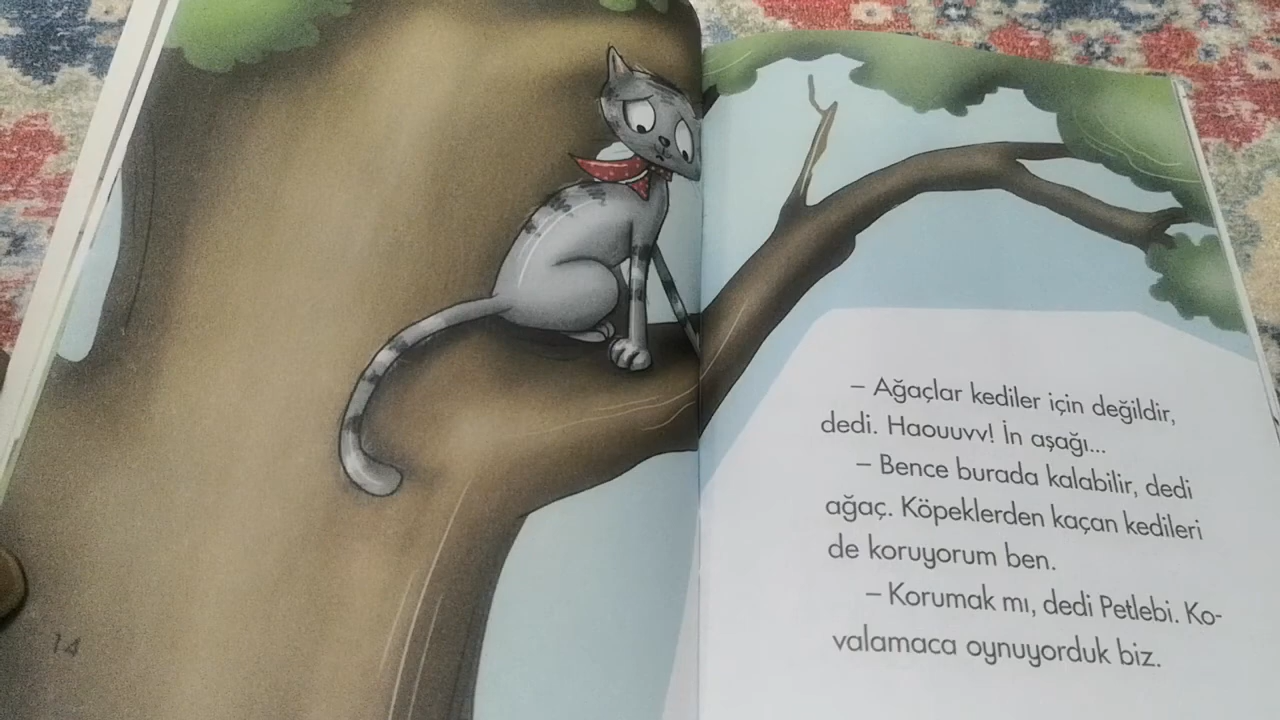 – Ağaçlar kediler için değildir,
dedi. Haouuvv! İn aşağı...
– Bence burada kalabilir, dedi
ağaç. Köpeklerden kaçan kedileri
de koruyorum ben.
– Korumak mı, dedi Petlebi. Ko-
valamaca oynuyorduk biz.
14